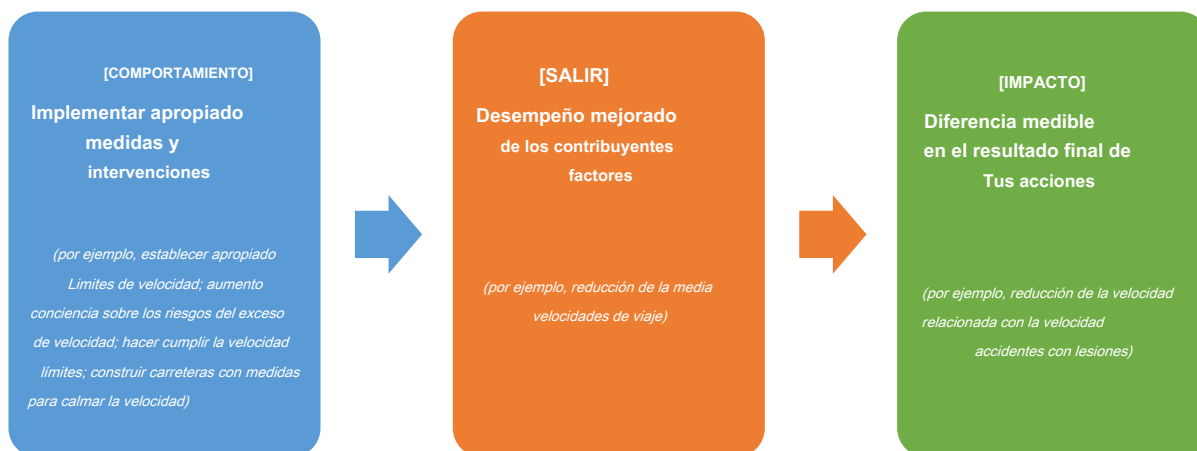 [COMPORTAMIENTO]
Implementar apropiado
medidas y
intervenciones
(por ejemplo, establecer apropiado
Limites de velocidad; aumento
conciencia sobre los riesgos del exceso
de velocidad; hacer cumplir la velocidad
límites; construir carreteras con medidas
para calmar la velocidad)
[SALIR]
Desempeño mejorado
de los contribuyentes
factores
(por ejemplo, reducción de la media
velocidades de viaje)
[IMPACTO]
Diferencia medible
en el resultado final de
Tus acciones
(por ejemplo, reducción de la velocidad
relacionada con la velocidad
accidentes con lesiones)